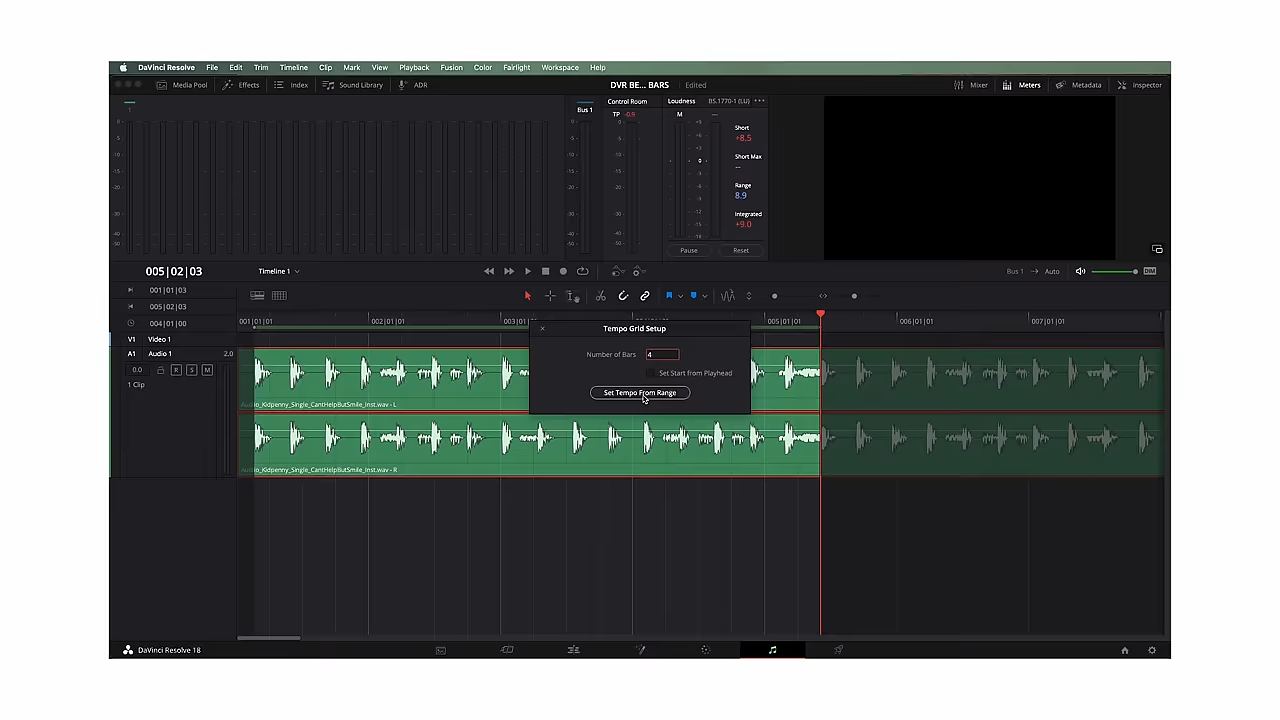 DaVinci Resolve File Edit Trim Timeline Clip Mark View Playback Fusion Color Fairlight Workspace Help
Media Pool Effects Index Sound Library ADR DVR BE... BARS Edited Mixer Meters Metadata Inspector
1 Bus 1 Control Room Loudness BS.1770-1 (LU)
TP -0.9 M
Short
+8.5
Short Max
--
Range
8.9
Integrated
+9.0
Pause Reset
005|02|03 Timeline 1 Bus 1 → Auto DIM
001|01|03
005|02|03
004|01|00
001|01|01 002|01|01 003|01 005|01|01 006|01|01 007|01|01
Tempo Grid Setup
Number of Bars 4
Set Start from Playhead
Set Tempo From Range
V1 Video 1
A1 Audio 1 2.0
0.0 R S M
1 Clip
Audio_Kidpenny_Single_CantHelpButSmile_Inst.wav - L
Audio_Kidpenny_Single_CantHelpButSmile_Inst.wav - R
DaVinci Resolve 18